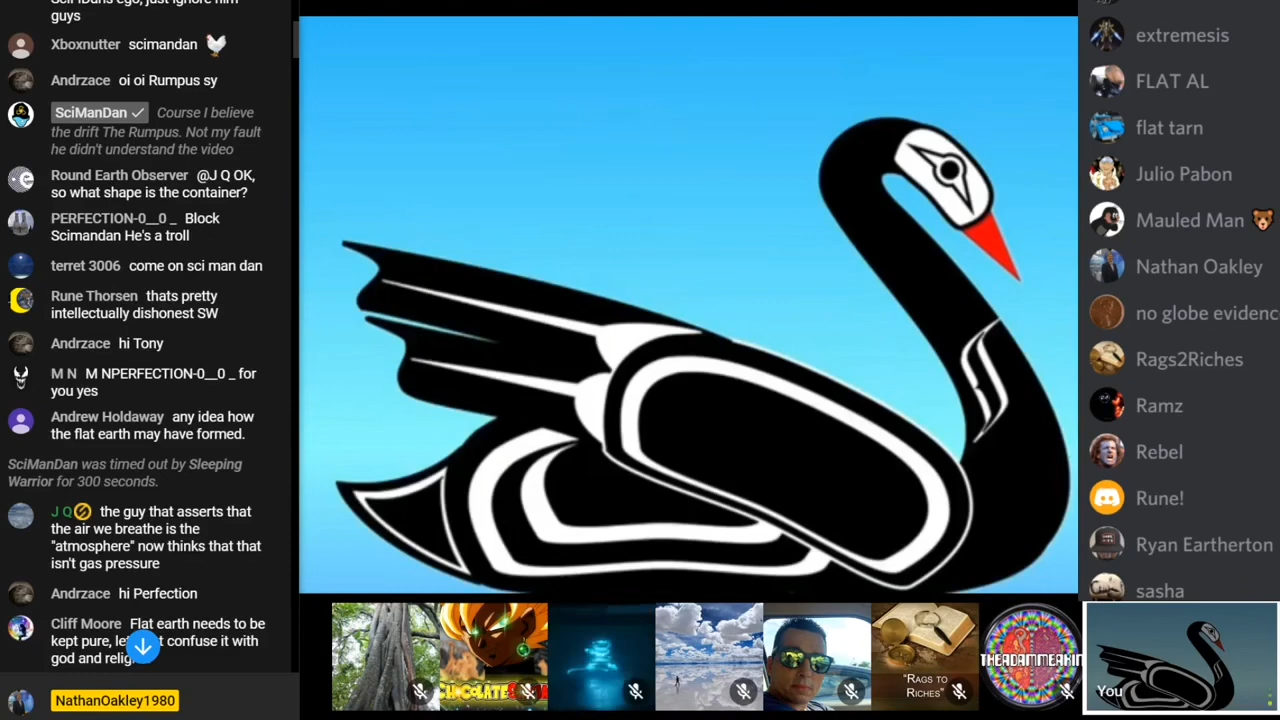 guys
Xboxnutter scimandan
Andrzace oi oi Rumpus sy
SciManDan Course I believe
the drift The Rumpus. Not my fault
he didn't understand the video
Round Earth Observer @J Q OK,
so what shape is the container?
PERFECTION-0__0 _ Block
Scimandan He's a troll
terret 3006 come on sci man dan
Rune Thorsen thats pretty
intellectually dishonest SW
Andrzace hi Tony
M N M NPERFECTION-0__0 _ for
you yes
Andrew Holdaway any idea how
the flat earth may have formed.
SciManDan was timed out by Sleeping
Warrior for 300 seconds.
J Q the guy that asserts that
the air we breathe is the
"atmosphere" now thinks that that
isn't gas pressure
Andrzace hi Perfection
Cliff Moore Flat earth needs to be
kept pure, confuse it with
god and
NathanOakley1980
extremesis
FLAT AL
flat tarn
Julio Pabon
Mauled Man
Nathan Oakley
no globe evidenc
Rags2Riches
Ramz
Rebel
Rune!
Ryan Eartherton
sasha
"RAGS
TO
RICHES"
You